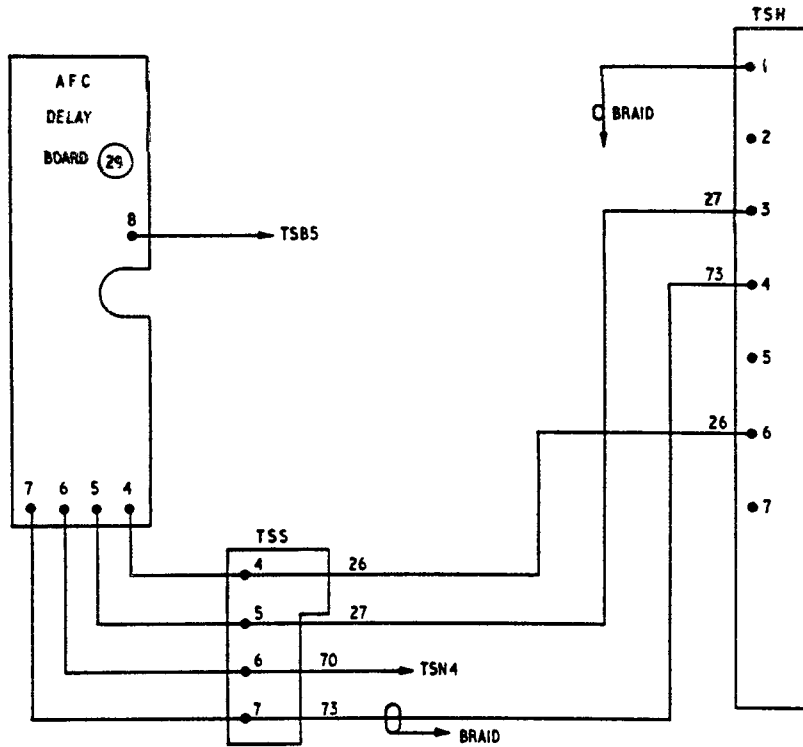 TSH
AFC
DELAY
BOARD 29
8
TSB5
7 6 5 4
BRAID
1
2
27 3
73 4
5
26 6
7
TSS
4 26
5 27
6 70 TSN4
7 73
BRAID